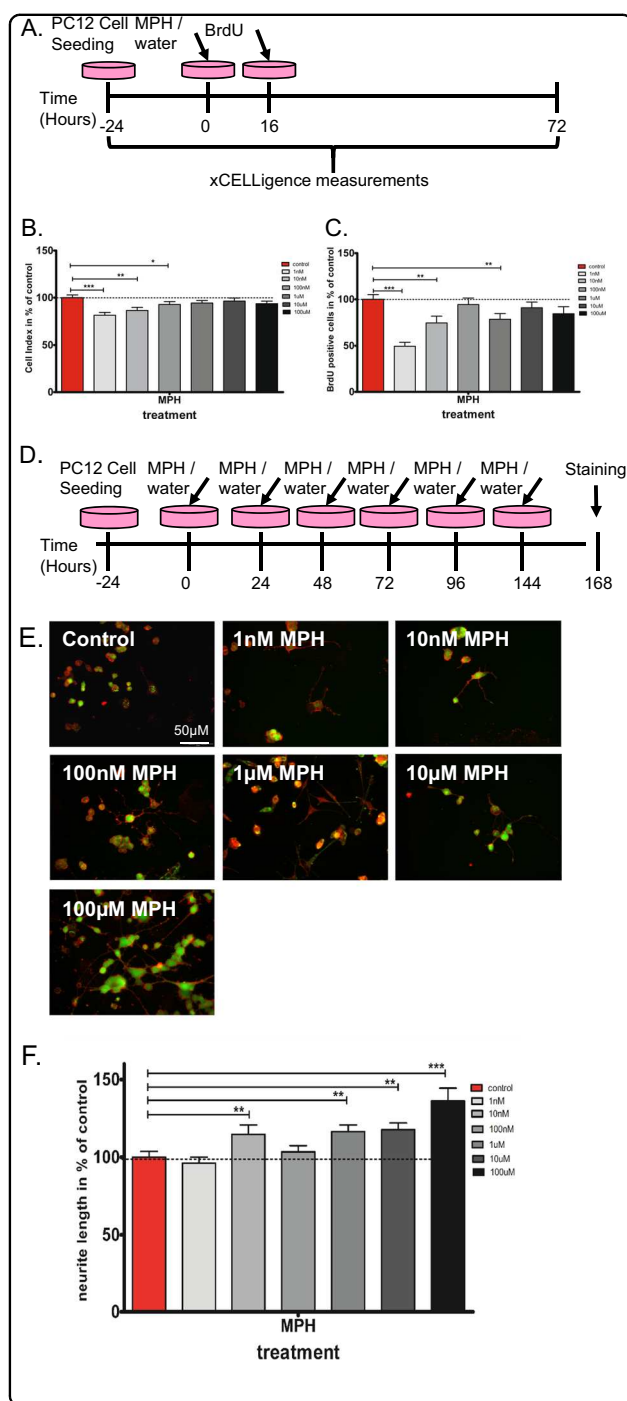 A.
PC12 Cell MPH / BrdU
Seeding water
Time
(Hours)
-24 0 16 72
xCELLigence measurements
B.
Cell Index in % of control
150
100
50
0
*
**
***
control
1nM
10nM
100nM
1uM
10uM
100uM
MPH
treatment
C.
BrdU positive cells in % of control
150
100
50
0
**
**
***
control
1nM
10nM
100nM
1uM
10uM
100uM
MPH
treatment
D.
PC12 Cell MPH / MPH / MPH / MPH / MPH / MPH / Staining
Seeding water water water water water water
Time
(Hours)
-24 0 24 48 72 96 144 168
E.
Control
50µM
1nM MPH
10nM MPH
100nM MPH
1µM MPH
10µM MPH
100µM MPH
F.
neurite length in % of control
150
100
50
0
***
**
**
**
control
1nM
10nM
100nM
1uM
10uM
100uM
MPH
treatment